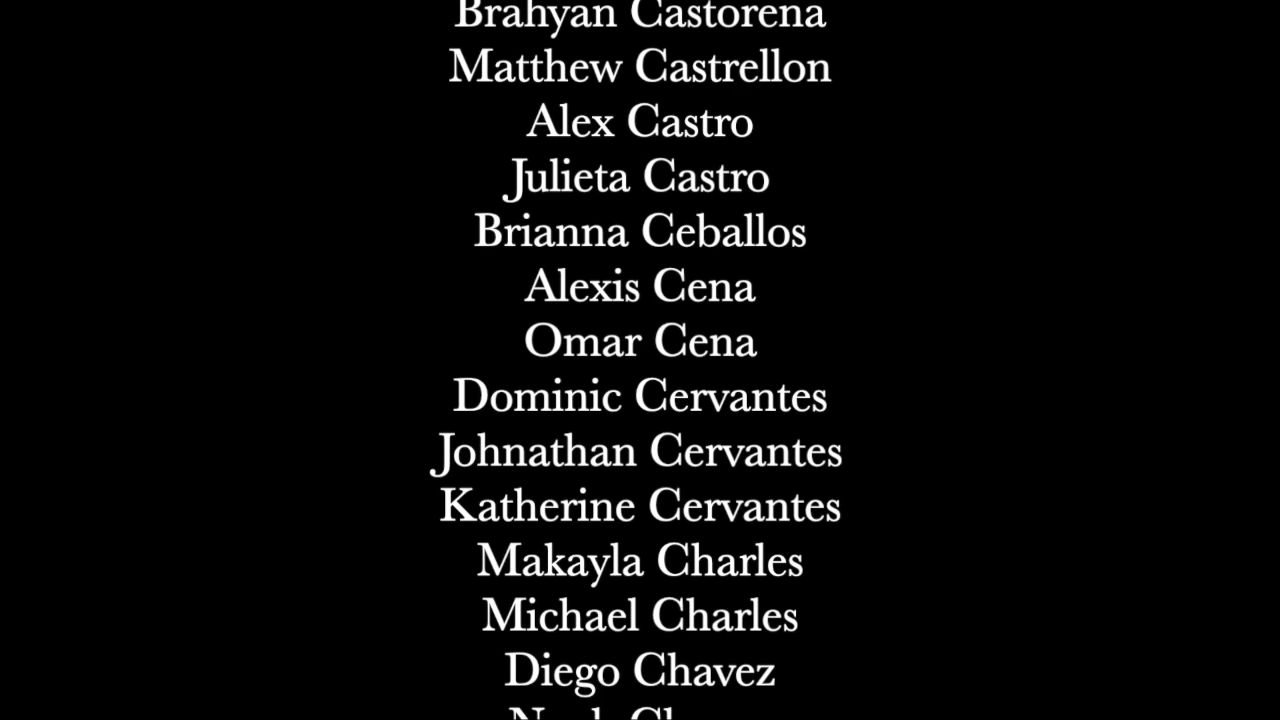 Brahyan Castorena
Matthew Castrellon
Alex Castro
Julieta Castro
Brianna Ceballos
Alexis Cena
Omar Cena
Dominic Cervantes
Johnathan Cervantes
Katherine Cervantes
Makayla Charles
Michael Charles
Diego Chavez